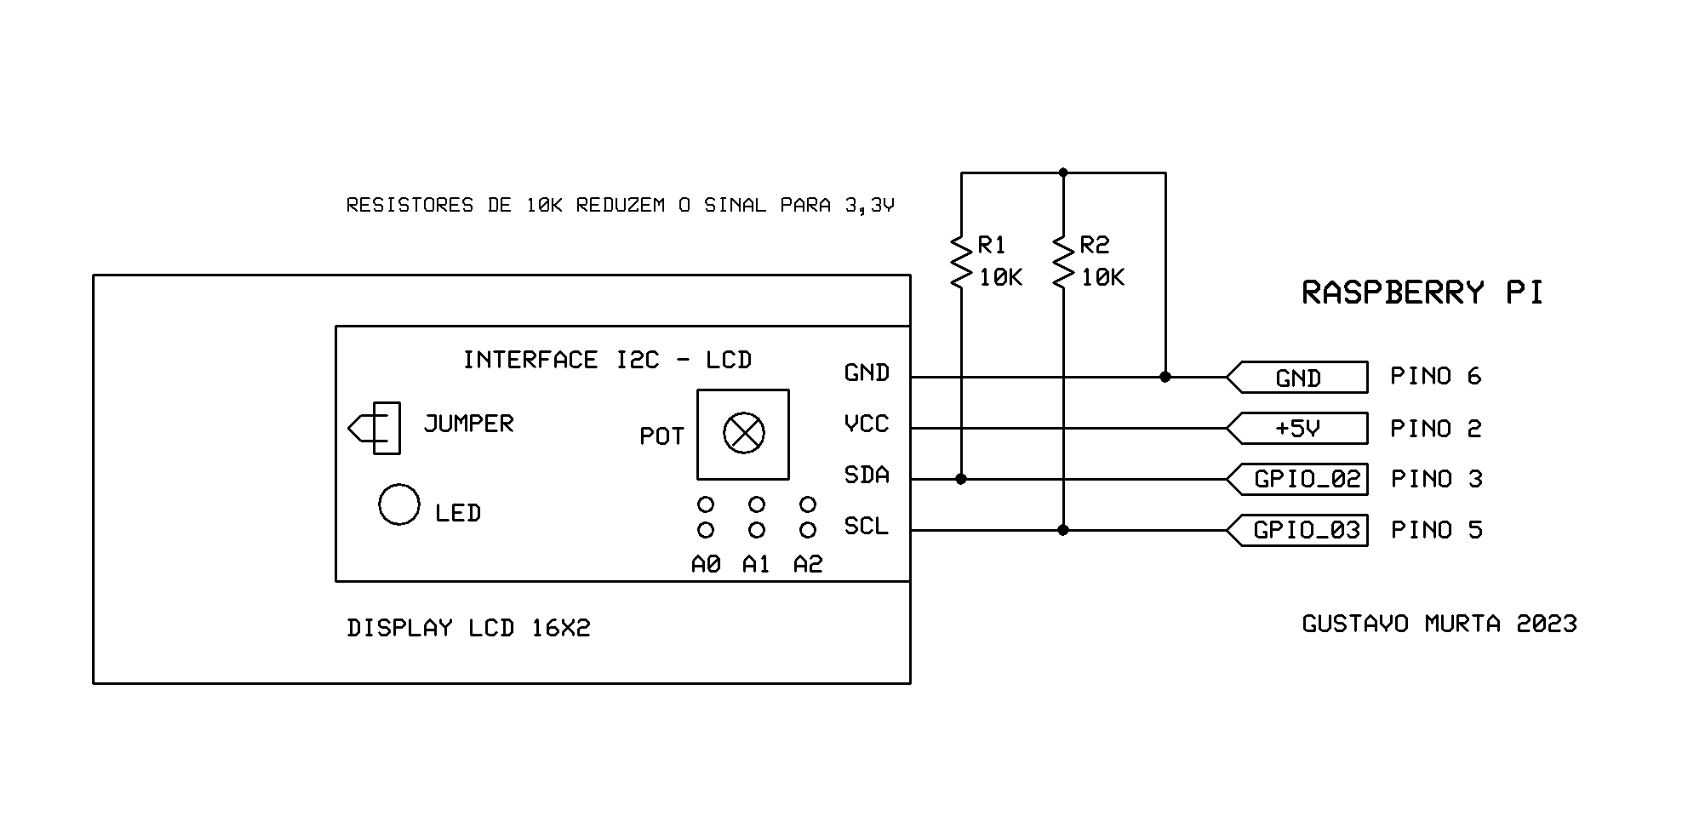 RESISTORES DE 10K REDUZEM O SINAL PARA 3,3V
R1
10K
R2
10K
RASPBERRY PI
INTERFACE I2C - LCD
JUMPER
LED
POT
A0 A1 A2
GND
VCC
SDA
SCL
GND PINO 6
+5V PINO 2
GPIO_02 PINO 3
GPIO_03 PINO 5
DISPLAY LCD 16X2
GUSTAVO MURTA 2023